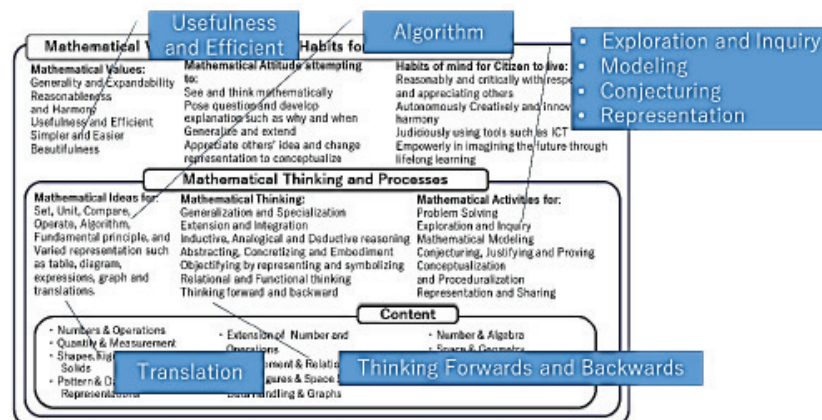 Usefulness
and Efficient
Algorithm
• Exploration and Inquiry
• Modeling
• Conjecturing
• Representation
Mathematical Habits for
Mathematical Values:
Generality and Expandability
Reasonableness
and Harmony
Usefulness and Efficient
Simpler and Easier
Beautifulness
Mathematical Attitude attempting
to:
See and think mathematically
Pose question and develop
explanation such as why and when
Generalize and extend
Appreciate others' idea and change
representation to conceptualize
Habits of mind for Citizen to live:
Reasonably and critically with
and appreciating others
Autonomously Creatively and
harmony
Judiciously using tools such as ICT
Empowerly in imagining the future through
lifelong learning
Mathematical Thinking and Processes
Mathematical Ideas for:
Set, Unit, Compare,
Operate, Algorithm,
Fundamental principle, and
Varied representation such
as table, diagram,
expressions, graph and
translations.
Mathematical Thinking:
Generalization and Specialization
Extension and Integration
Inductive, Analogical and Deductive reasoning
Abstracting, Concretizing and Embodiment
Objectifying by representing and symbolizing
Relational and Functional thinking
Thinking forward and backward
Mathematical Activities for:
Problem Solving
Exploration and Inquiry
Mathematical Modeling
Conjecturing, Justifying and Proving
Conceptualization
and Proceduralization
Representation and Sharing
Content
• Numbers & Operations
• Quantity & Measurement
• Shapes,
Solids
• Pattern &
Representations
• Extension of Number and
Operations
& 
& Space
Data Handling & Graphs
• Number & Algebra
• Space & Geometry
Translation
Thinking Forwards and Backwards